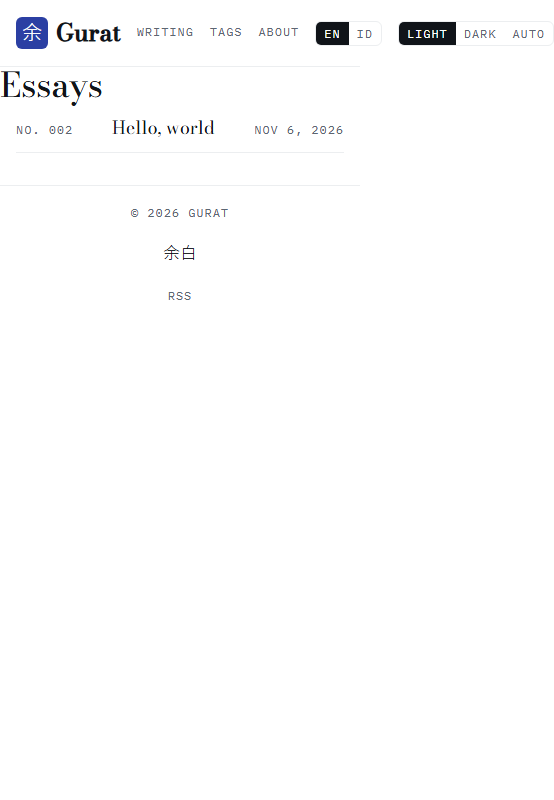 余 Gurat WRITING TAGS ABOUT EN ID LIGHT DARK AUTO
Essays
NO. 002 Hello, world NOV 6, 2026
© 2026 GURAT
余白
RSS